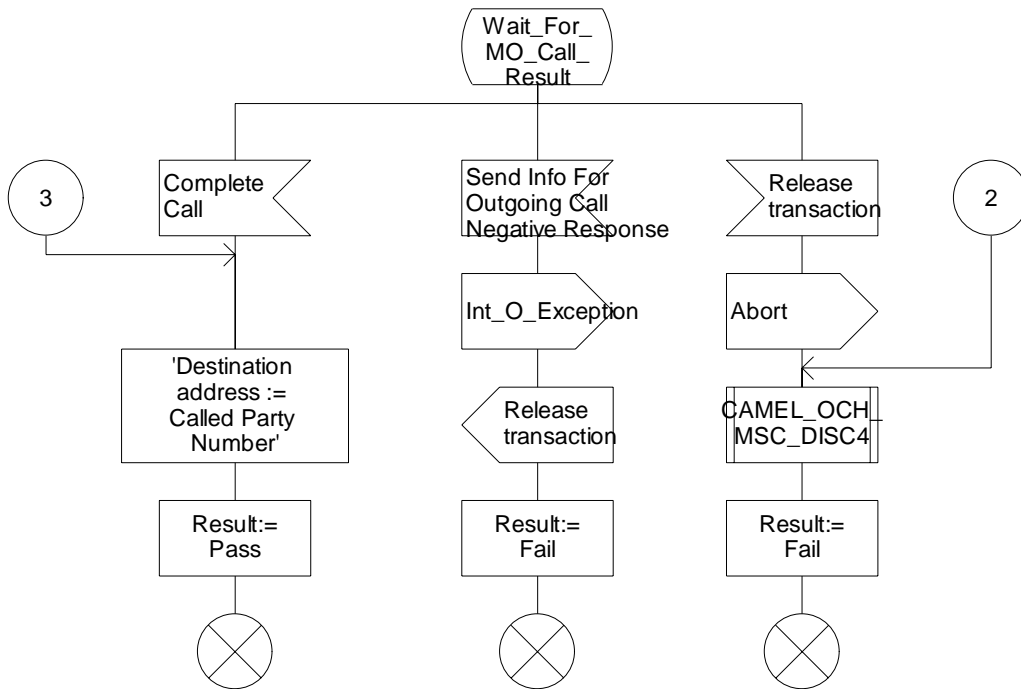 Wait_For_
MO_Call_
Result
3
Complete
Call
Send Info For
Outgoing Call
Negative Response
Release
transaction
2
Int_O_Exception
Abort
'Destination
address :=
Called Party
Number'
Release
transaction
CAMEL_OCH_
MSC_DISC4
Result:=
Pass
Result:=
Fail
Result:=
Fail